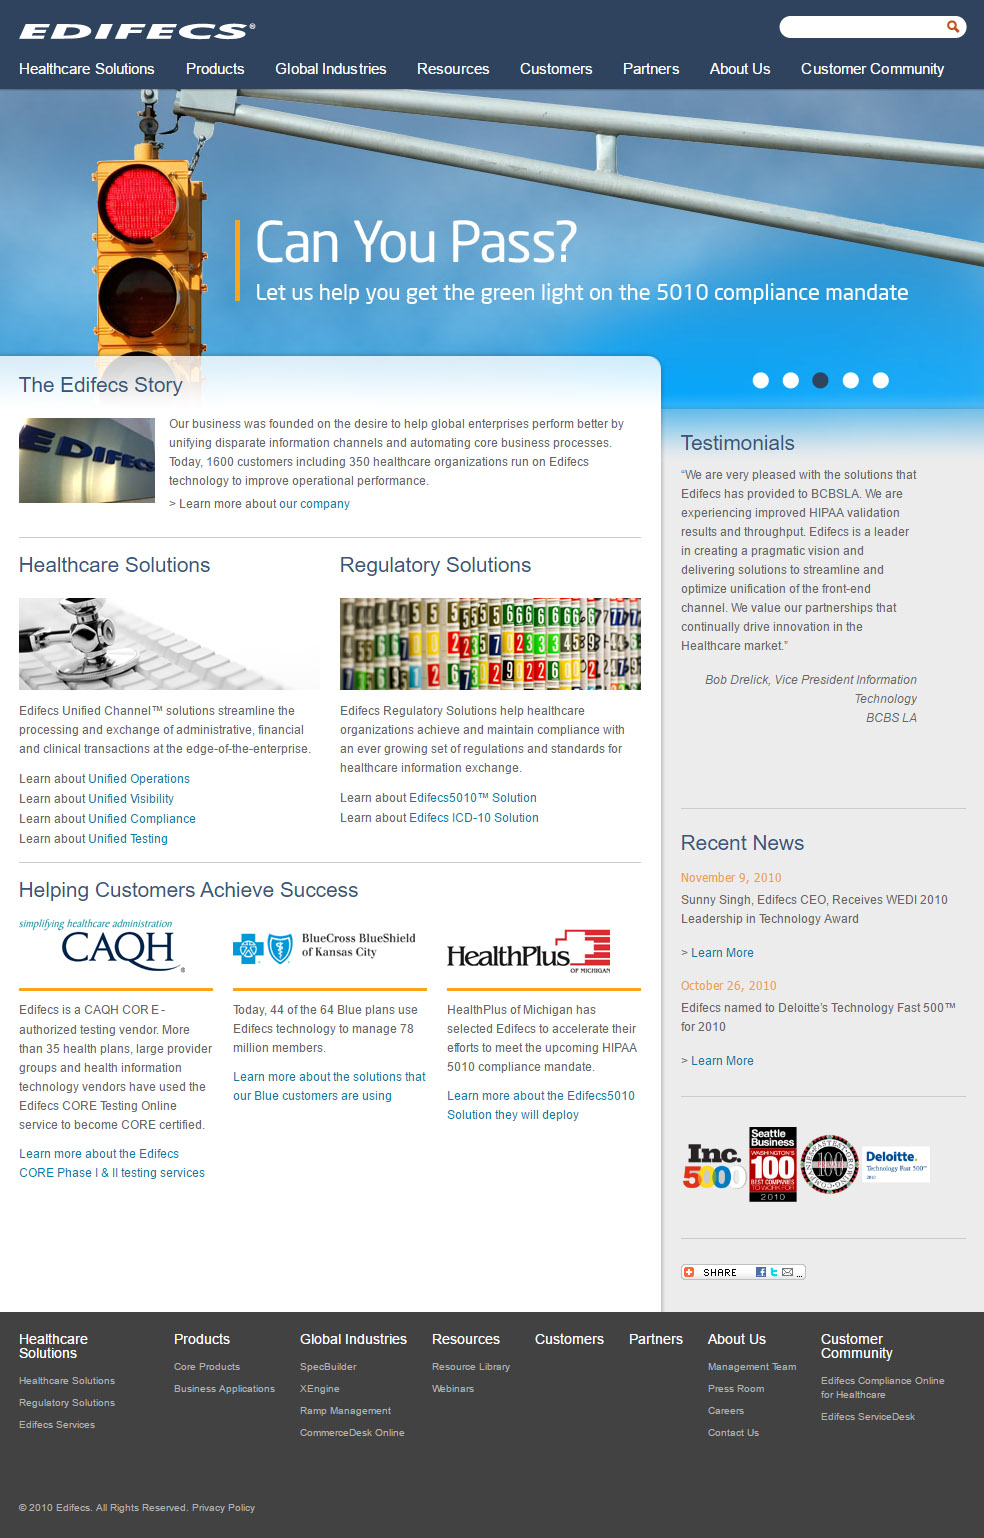 EDIFECS®
Healthcare Solutions
Products
Global Industries
Resources
Customers
Partners
About Us
Customer Community
Can You Pass?
Let us help you get the green light on the 5010 compliance mandate
The Edifecs Story
EDIFECS
Our business was founded on the desire to help global enterprises perform better by
unifying disparate information channels and automating core business processes.
Today, 1600 customers including 350 healthcare organizations run on Edifecs
technology to improve operational performance.
> Learn more about our company
Healthcare Solutions
Edifecs Unified Channel™ solutions streamline the
processing and exchange of administrative, financial
and clinical transactions at the edge-of-the-enterprise.
Learn about Unified Operations
Learn about Unified Visibility
Learn about Unified Compliance
Learn about Unified Testing
Regulatory Solutions
Edifecs Regulatory Solutions help healthcare
organizations achieve and maintain compliance with
an ever growing set of regulations and standards for
healthcare information exchange.
Learn about Edifecs5010™ Solution
Learn about Edifecs ICD-10 Solution
Helping Customers Achieve Success
simplifying healthcare administration
CAQH®
Edifecs is a CAQH COR E -
authorized testing vendor. More
than 35 health plans, large provider
groups and health information
technology vendors have used the
Edifecs CORE Testing Online
service to become CORE certified.
Learn more about the Edifecs
CORE Phase I & II testing services
BlueCross BlueShield
of Kansas City
Today, 44 of the 64 Blue plans use
Edifecs technology to manage 78
million members.
Learn more about the solutions that
our Blue customers are using
HealthPlus
OF MICHIGAN
HealthPlus of Michigan has
selected Edifecs to accelerate their
efforts to meet the upcoming HIPAA
5010 compliance mandate.
Learn more about the Edifecs5010
Solution they will deploy
Testimonials
“We are very pleased with the solutions that
Edifecs has provided to BCBSLA. We are
experiencing improved HIPAA validation
results and throughput. Edifecs is a leader
in creating a pragmatic vision and
delivering solutions to streamline and
optimize unification of the front-end
channel. We value our partnerships that
continually drive innovation in the
Healthcare market.”
Bob Drelick, Vice President Information
Technology
BCBS LA
Recent News
November 9, 2010
Sunny Singh, Edifecs CEO, Receives WEDI 2010
Leadership in Technology Award
> Learn More
October 26, 2010
Edifecs named to Deloitte's Technology Fast 500™
for 2010
> Learn More
Inc.
5000
Seattle
Business
WASHINGTON'S
100
BEST COMPANIES
TO WORK FOR
2010
FASTEST GROWING
100
PRIVATE
Deloitte.
Technology Fast 500™
2010
SHARE ...
Healthcare
Solutions
Healthcare Solutions
Regulatory Solutions
Edifecs Services
Products
Core Products
Business Applications
Global Industries
SpecBuilder
XEngine
Ramp Management
CommerceDesk Online
Resources
Resource Library
Webinars
Customers
Partners
About Us
Management Team
Press Room
Careers
Contact Us
Customer
Community
Edifecs Compliance Online
for Healthcare
Edifecs ServiceDesk
© 2010 Edifecs. All Rights Reserved. Privacy Policy